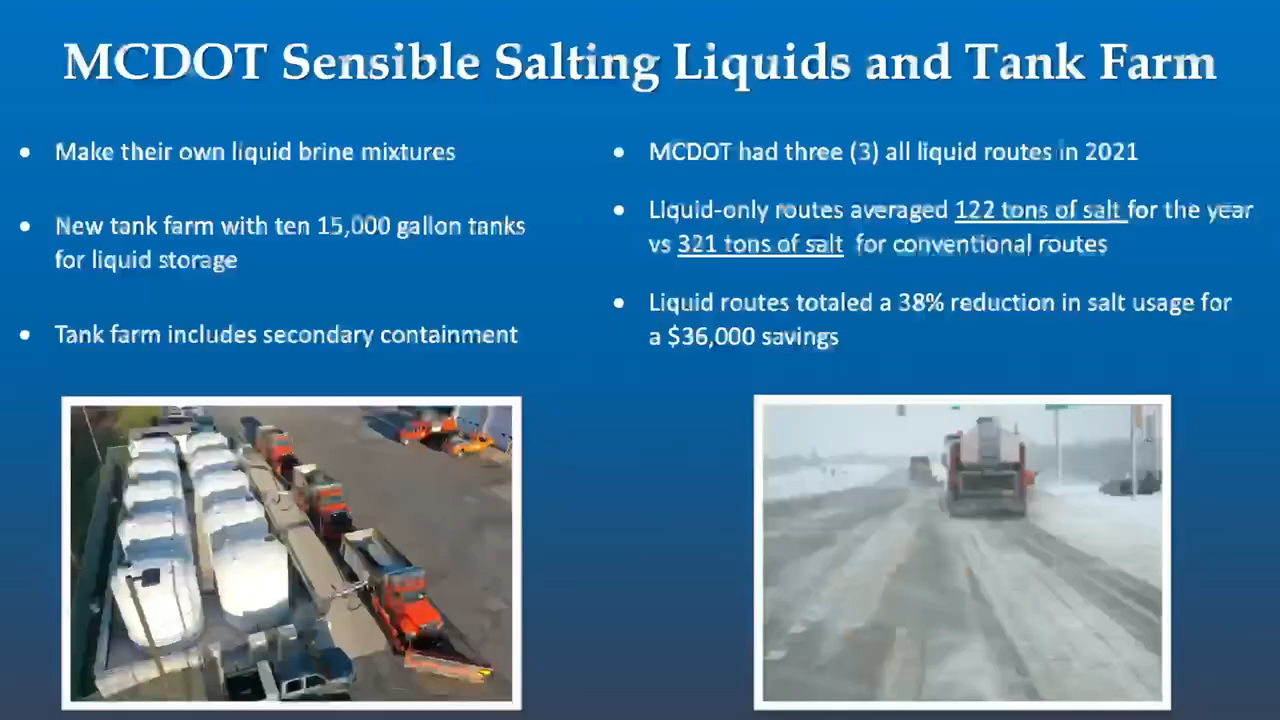 MCDOT Sensible Salting Liquids and Tank Farm
• Make their own liquid brine mixtures
• New tank farm with ten 15,000 gallon tanks
for liquid storage
• Tank farm includes secondary containment
• MCDOT had three (3) all liquid routes in 2021
• Liquid-only routes averaged 122 tons of salt for the year
vs 321 tons of salt for conventional routes
• Liquid routes totaled a 38% reduction in salt usage for
a $36,000 savings